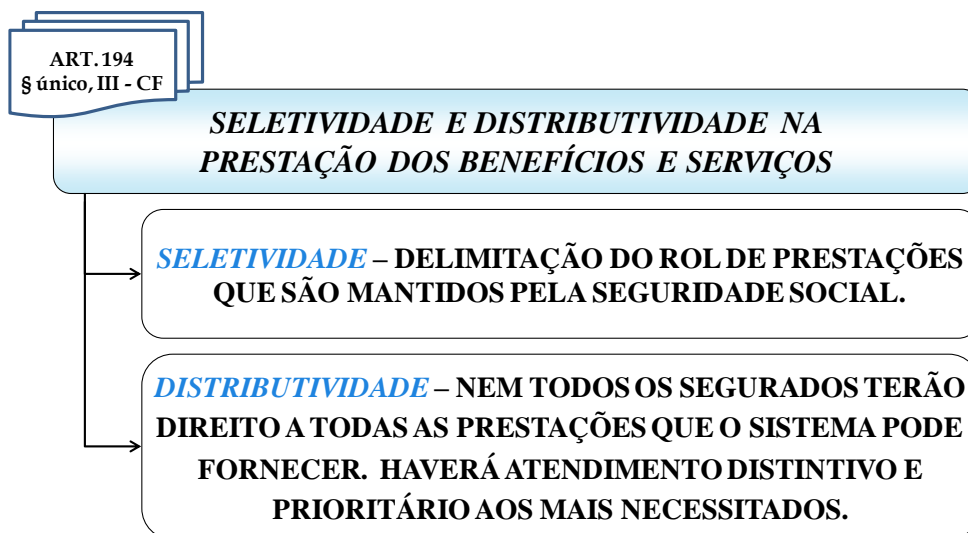 ART. 194
§ único, III - CF
SELETIVIDADE E DISTRIBUTIVIDADE NA
PRESTAÇÃO DOS BENEFÍCIOS E SERVIÇOS
SELETIVIDADE – DELIMITAÇÃO DO ROL DE PRESTAÇÕES
QUE SÃO MANTIDOS PELA SEGURIDADE SOCIAL.
DISTRIBUTIVIDADE – NEM TODOS OS SEGURADOS TERÃO
DIREITO A TODAS AS PRESTAÇÕES QUE O SISTEMA PODE
FORNECER. HAVERÁ ATENDIMENTO DISTINTIVO E
PRIORITÁRIO AOS MAIS NECESSITADOS.